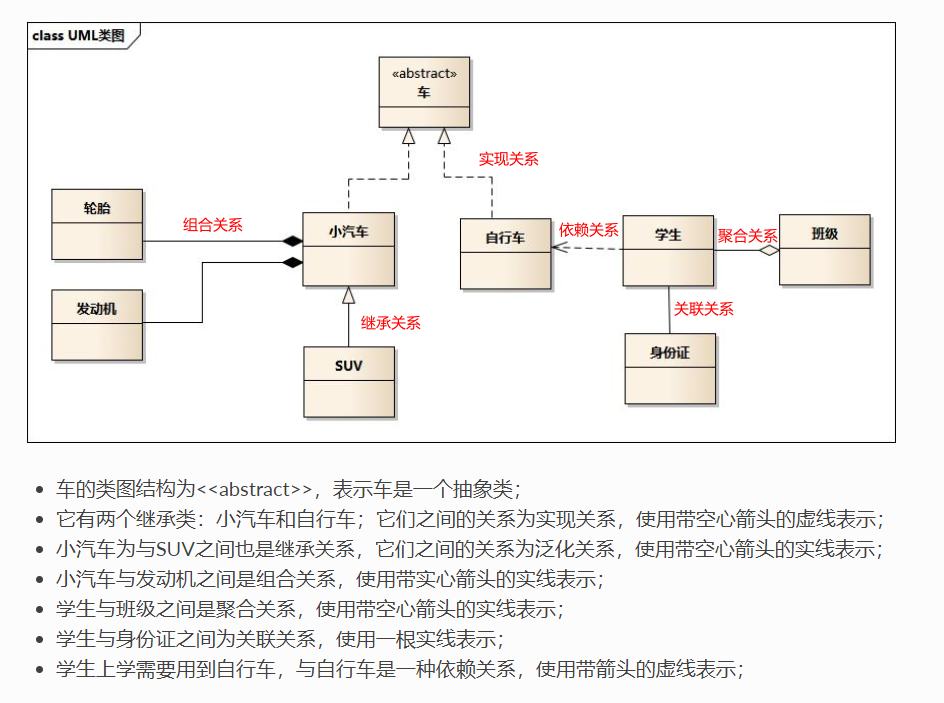 class UML类图
«abstract»
车
实现关系
轮胎
组合关系
小汽车
自行车
依赖关系
学生
聚合关系
班级
发动机
继承关系
关联关系
SUV
身份证
车的类图结构为<<abstract>>，表示车是一个抽象类；
它有两个继承类：小汽车和自行车；它们之间的关系为实现关系，使用带空心箭头的虚线表示；
小汽车为与SUV之间也是继承关系，它们之间的关系为泛化关系，使用带空心箭头的实线表示；
小汽车与发动机之间是组合关系，使用带实心箭头的实线表示；
学生与班级之间是聚合关系，使用带空心箭头的实线表示；
学生与身份证之间为关联关系，使用一根实线表示；
学生上学需要用到自行车，与自行车是一种依赖关系，使用带箭头的虚线表示；